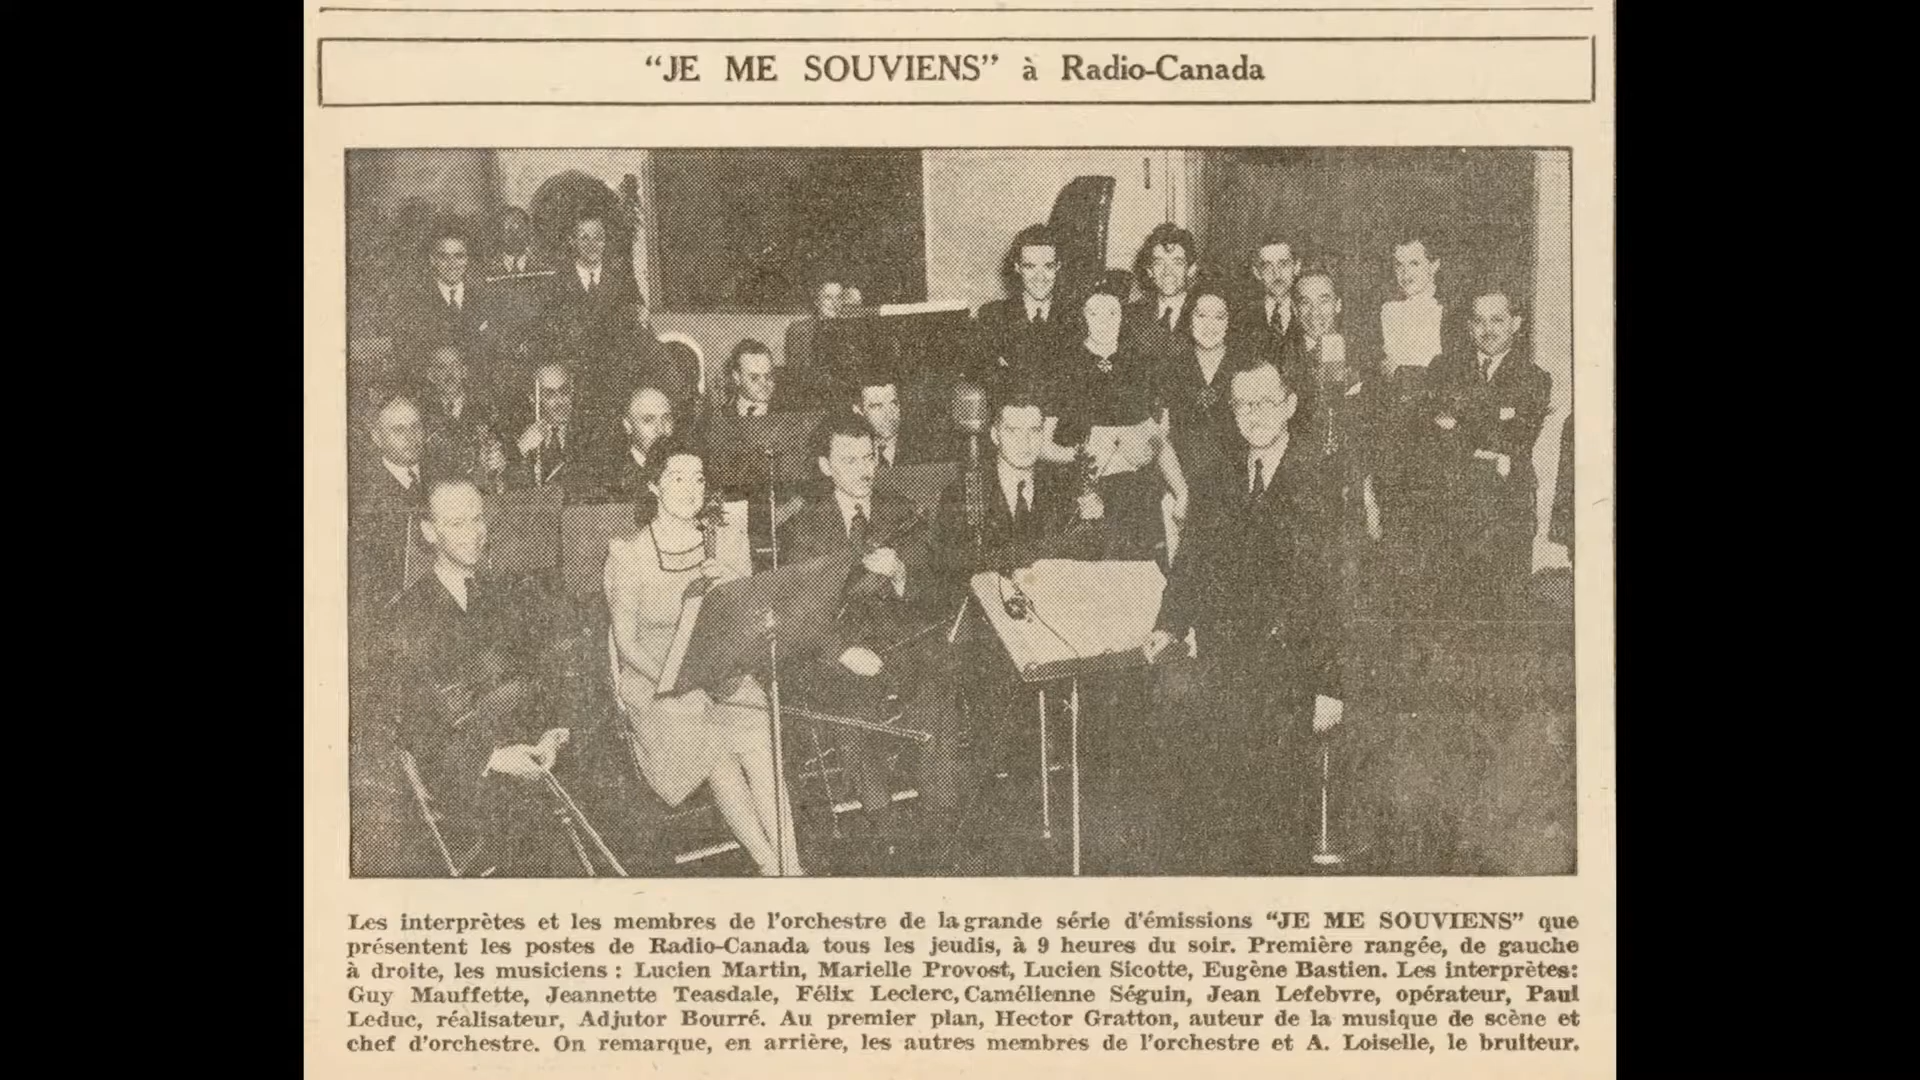 “JE ME SOUVIENS” à Radio-Canada
Les interprètes et les membres de l'orchestre de la grande série d'émissions “JE ME SOUVIENS” que
présentent les postes de Radio-Canada tous les jeudis, à 9 heures du soir. Première rangée, de gauche
à droite, les musiciens : Lucien Martin, Marielle Provost, Lucien Sicotte, Eugène Bastien. Les interprètes:
Guy Mauffette, Jeannette Teasdale, Félix Leclerc, Camélienne Séguin, Jean Lefebvre, opérateur, Paul
Leduc, réalisateur, Adjutor Bourré. Au premier plan, Hector Gratton, auteur de la musique de scène et
chef d'orchestre. On remarque, en arrière, les autres membres de l'orchestre et A. Loiselle, le bruiteur.